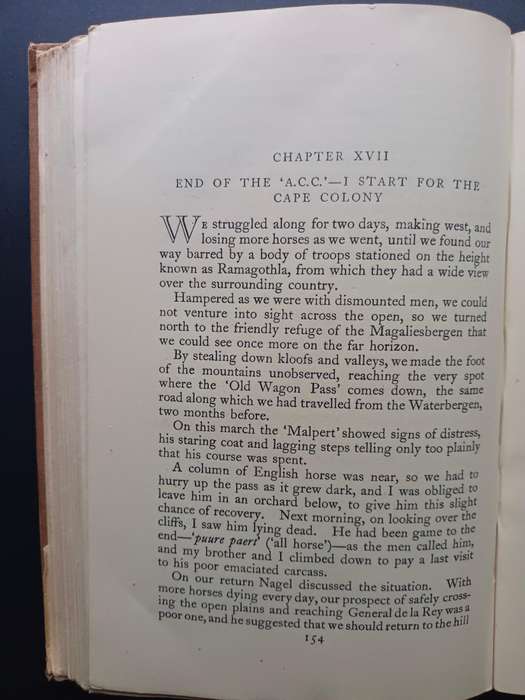 CHAPTER XVII
END OF THE 'A.C.C.'—I START FOR THE
CAPE COLONY
WE struggled along for two days, making west, and
losing more horses as we went, until we found our
way barred by a body of troops stationed on the height
known as Ramagothla, from which they had a wide view
over the surrounding country.
Hampered as we were with dismounted men, we could
not venture into sight across the open, so we turned
north to the friendly refuge of the Magaliesbergen that
we could see once more on the far horizon.
By stealing down kloofs and valleys, we made the foot
of the mountains unobserved, reaching the very spot
where the 'Old Wagon Pass' comes down, the same
road along which we had travelled from the Waterbergen,
two months before.
On this march the 'Malpert' showed signs of distress,
his staring coat and lagging steps telling only too plainly
that his course was spent.
A column of English horse was near, so we had to
hurry up the pass as it grew dark, and I was obliged to
leave him in an orchard below, to give him this slight
chance of recovery. Next morning, on looking over the
cliffs, I saw him lying dead. He had been game to the
end—'puure paert' ('all horse')—as the men called him,
and my brother and I climbed down to pay a last visit
to his poor emaciated carcass.
On our return Nagel discussed the situation. With
more horses dying every day, our prospect of safely cross-
ing the open plains and reaching General de la Rey was a
poor one, and he suggested that we should return to the hill
154